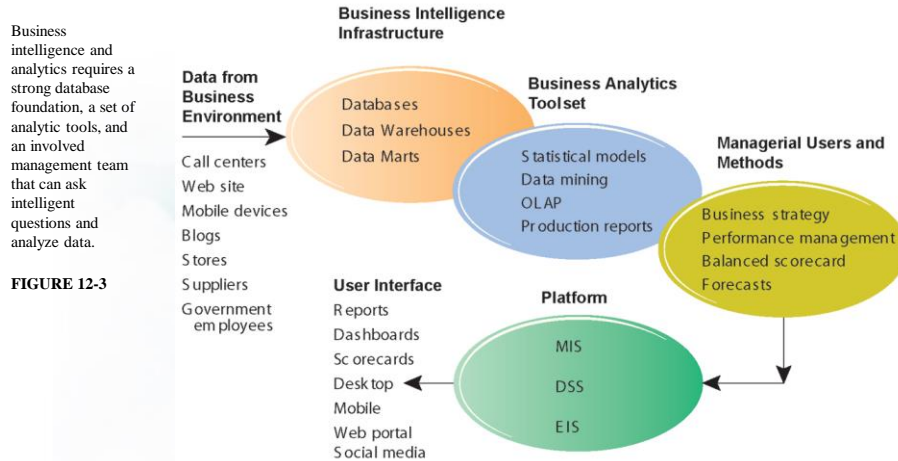 Business
intelligence and
analytics requires a
strong database
foundation, a set of
analytic tools, and
an involved
management team
that can ask
intelligent
questions and
analyze data.
FIGURE 12-3
Business Intelligence
Infrastructure
Data from
Business
Environment
Call centers
Web site
Mobile devices
Blogs
Stores
Suppliers
Government
employees
Databases
Data Warehouses
Data Marts
Business Analytics
Toolset
Statistical models
Data mining
OLAP
Production reports
Managerial Users and
Methods
Business strategy
Performance management
Balanced scorecard
Forecasts
Platform
MIS
DSS
EIS
User Interface
Reports
Dashboards
Scorecards
Desktop
Mobile
Web portal
Social media